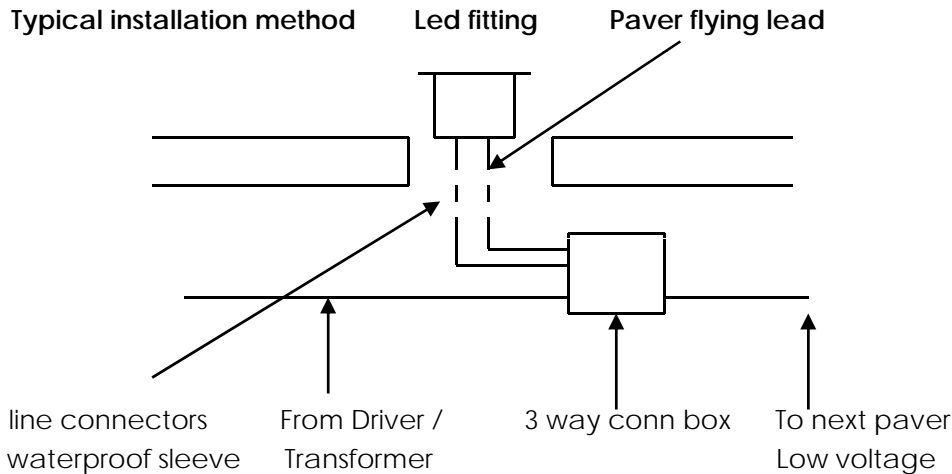 Typical installation method Led fitting Paver flying lead
line connectors From Driver / 3 way conn box To next paver
waterproof sleeve Transformer Low voltage